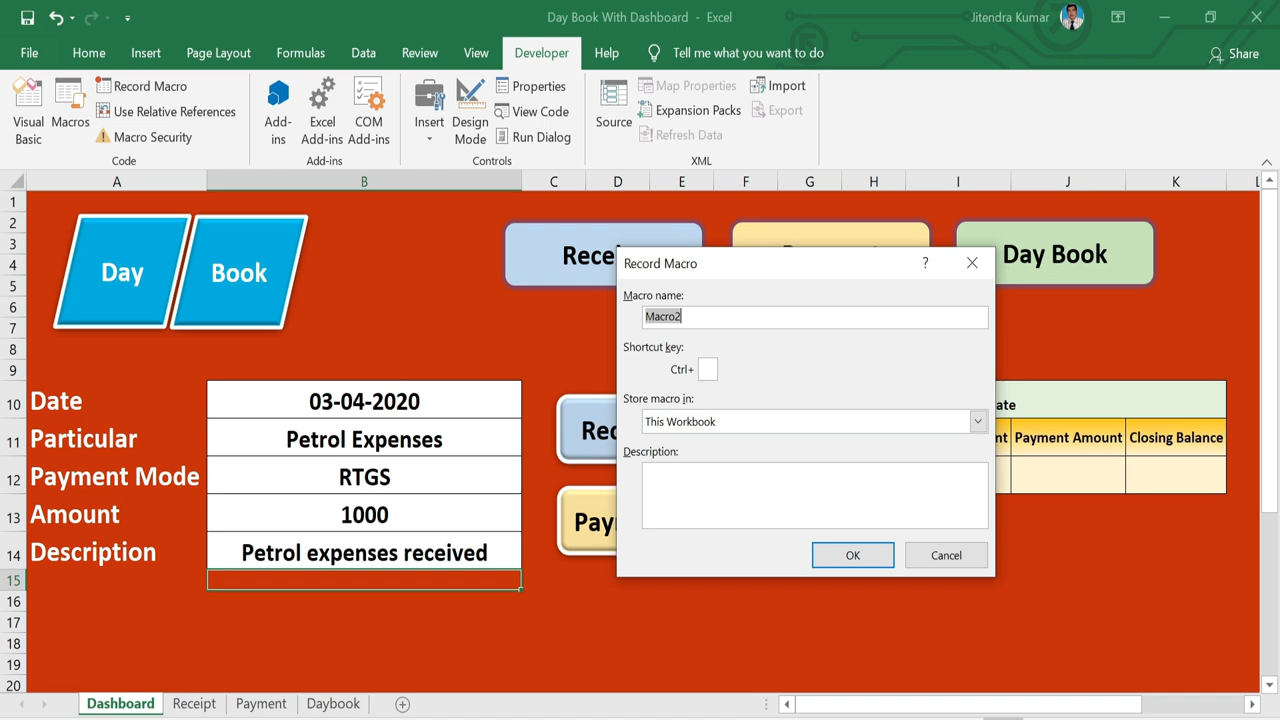 Day Book With Dashboard - Excel
Jitendra Kumar
File Home Insert Page Layout Formulas Data Review View Developer Help Tell me what you want to do Share
Visual Basic
Macros
Record Macro
Use Relative References
Macro Security
Code
Add-ins
Excel Add-ins
COM Add-ins
Add-ins
Insert
Design Mode
Properties
View Code
Run Dialog
Controls
Source
Map Properties
Expansion Packs
Refresh Data
Import
Export
XML
A B C D E F G H I J K L
1
2
3
4
5
6
7
8
9
10
11
12
13
14
15
16
17
18
19
20
Day
Book
Day Book
Date 03-04-2020
Particular Petrol Expenses
Payment Mode RTGS
Amount 1000
Description Petrol expenses received
Payment Amount Closing Balance
Record Macro ?
Macro name:
Macro2
Shortcut key:
Ctrl+
Store macro in:
This Workbook
Description:
OK Cancel
Dashboard Receipt Payment Daybook